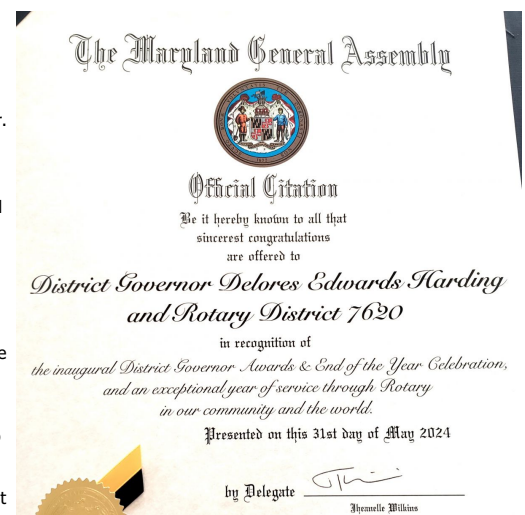 The Maryland General Assembly
Official Citation
Be it hereby known to all that
sincerest congratulations
are offered to
District Governor Delores Edwards Harding
and Rotary District 7620
in recognition of
the inaugural District Governor Awards & End of the Year Celebration,
and an exceptional year of service through Rotary
in our community and the world.
Presented on this 31st day of May 2024
by Delegate
Jheanelle Wilkins